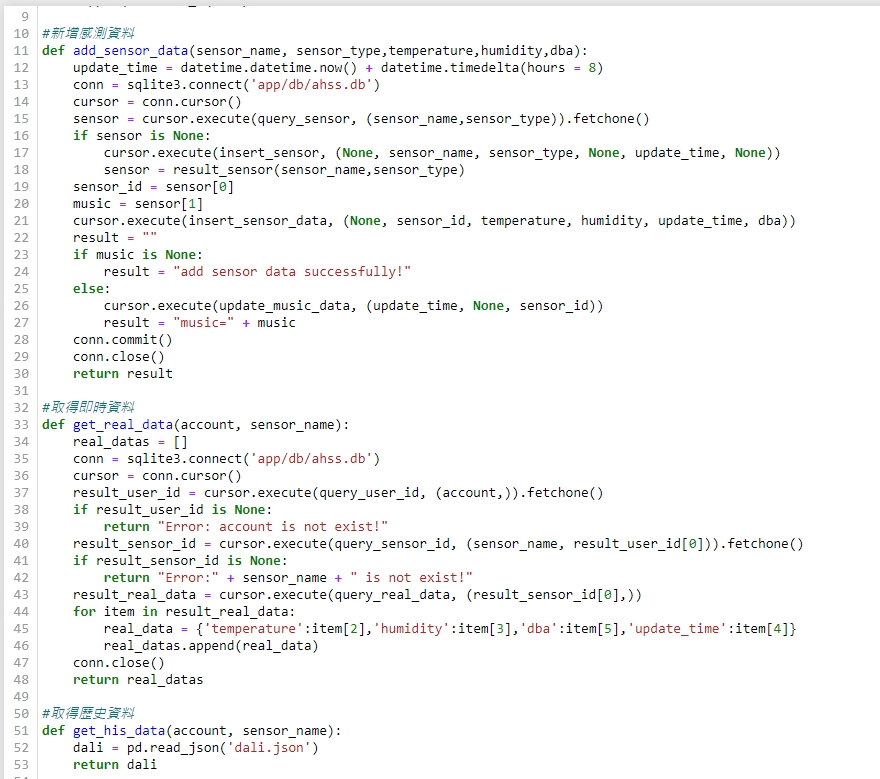 9
10 #新增感測資料
11 def add_sensor_data(sensor_name, sensor_type,temperature,humidity,dba):
12     update_time = datetime.datetime.now() + datetime.timedelta(hours = 8)
13     conn = sqlite3.connect('app/db/ahss.db')
14     cursor = conn.cursor()
15     sensor = cursor.execute(query_sensor, (sensor_name,sensor_type)).fetchone()
16     if sensor is None:
17         cursor.execute(insert_sensor, (None, sensor_name, sensor_type, None, update_time, None))
18         sensor = result_sensor(sensor_name,sensor_type)
19     sensor_id = sensor[0]
20     music = sensor[1]
21     cursor.execute(insert_sensor_data, (None, sensor_id, temperature, humidity, update_time, dba))
22     result = ""
23     if music is None:
24         result = "add sensor data successfully!"
25     else:
26         cursor.execute(update_music_data, (update_time, None, sensor_id))
27         result = "music=" + music
28     conn.commit()
29     conn.close()
30     return result
31
32 #取得即時資料
33 def get_real_data(account, sensor_name):
34     real_datas = []
35     conn = sqlite3.connect('app/db/ahss.db')
36     cursor = conn.cursor()
37     result_user_id = cursor.execute(query_user_id, (account,)).fetchone()
38     if result_user_id is None:
39         return "Error: account is not exist!"
40     result_sensor_id = cursor.execute(query_sensor_id, (sensor_name, result_user_id[0])).fetchone()
41     if result_sensor_id is None:
42         return "Error:" + sensor_name + " is not exist!"
43     result_real_data = cursor.execute(query_real_data, (result_sensor_id[0],))
44     for item in result_real_data:
45         real_data = {'temperature':item[2],'humidity':item[3],'dba':item[5],'update_time':item[4]}
46         real_datas.append(real_data)
47     conn.close()
48     return real_datas
49
50 #取得歷史資料
51 def get_his_data(account, sensor_name):
52     dali = pd.read_json('dali.json')
53     return dali